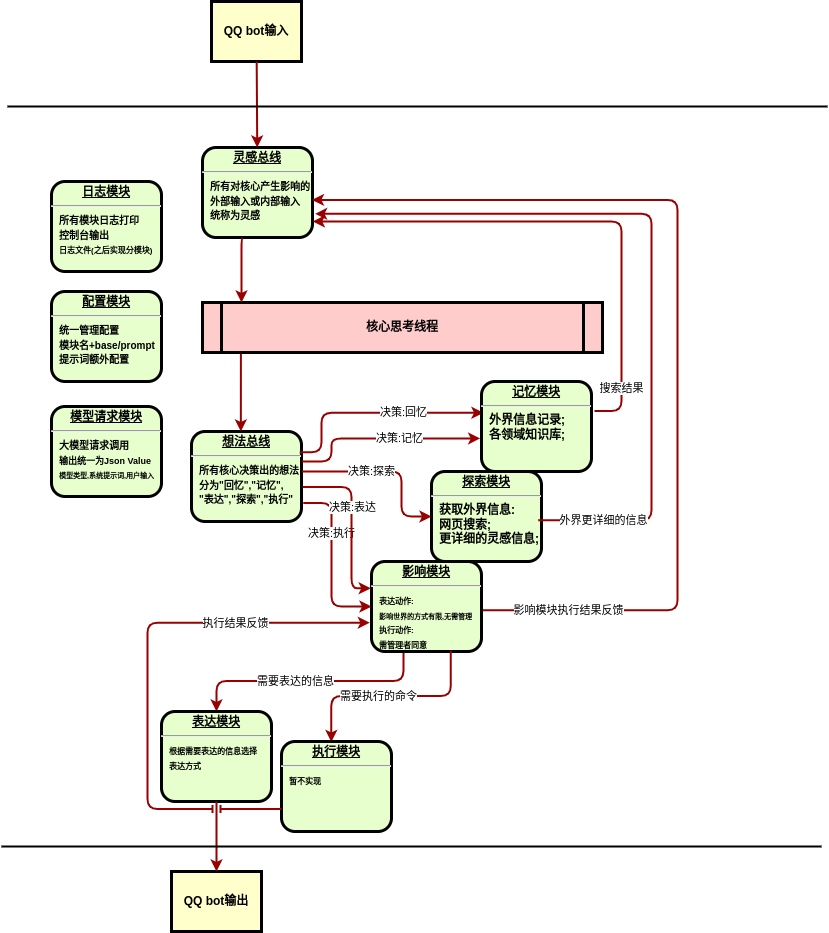 QQ bot输入
灵感总线
所有对核心产生影响的
外部输入或内部输入
统称为灵感
日志模块
所有模块日志打印
控制台输出
日志文件(之后实现分模块)
配置模块
统一管理配置
模块名+base/prompt
提示词额外配置
核心思考线程
模型请求模块
大模型请求调用
输出统一为Json Value
模型类型,系统提示词,用户输入
想法总线
所有核心决策出的想法
分为"回忆","记忆",
"表达","探索","执行"
决策:回忆
决策:记忆
决策:探索
决策:表达
决策:执行
记忆模块
外界信息记录;
各领域知识库;
搜索结果
探索模块
获取外界信息:
网页搜索;
更详细的灵感信息;
外界更详细的信息
影响模块
表达动作:
影响世界的方式有限,无需管理
执行动作:
需管理者同意
影响模块执行结果反馈
执行结果反馈
需要表达的信息
需要执行的命令
表达模块
根据需要表达的信息选择
表达方式
执行模块
暂不实现
QQ bot输出